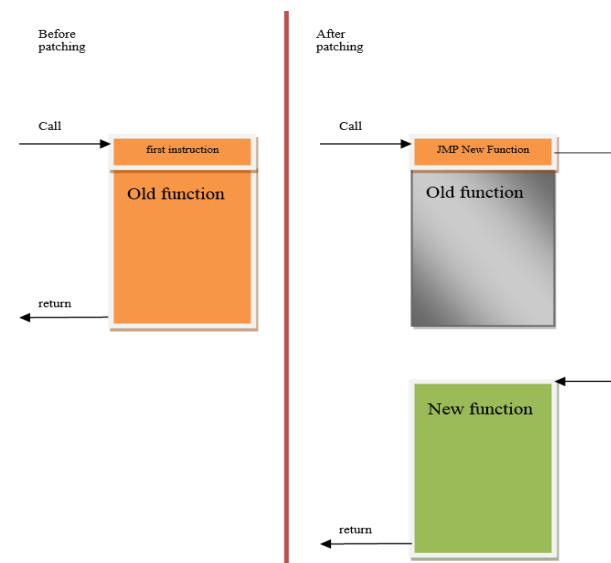 Before
patching
Call
first instruction
Old function
return
After
patching
Call
JMP New Function
Old function
New function
return